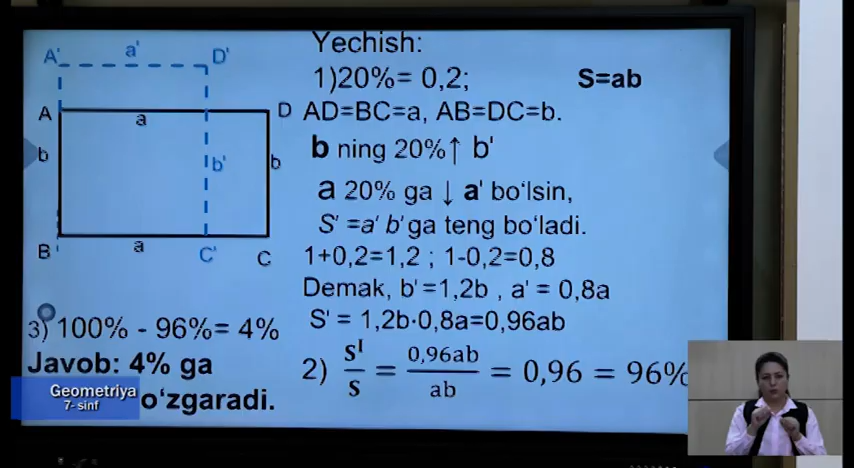 A' a' D'
A a D
b b' b
B' a C' C
Yechish:
1)20%= 0,2; S=ab
AD=BC=a, AB=DC=b.
b ning 20%↑ b'
a 20% ga ↓ a' bo‘lsin,
S' =a' b' ga teng bo‘ladi.
1+0,2=1,2 ; 1-0,2=0,8
Demak, b'=1,2b , a' = 0,8a
S' = 1,2b·0,8a=0,96ab
2) S'/S = 0,96ab/ab = 0,96 = 96%
3) 100% - 96%= 4%
Javob: 4% ga
o‘zgaradi.
Geometriya
7- sinf